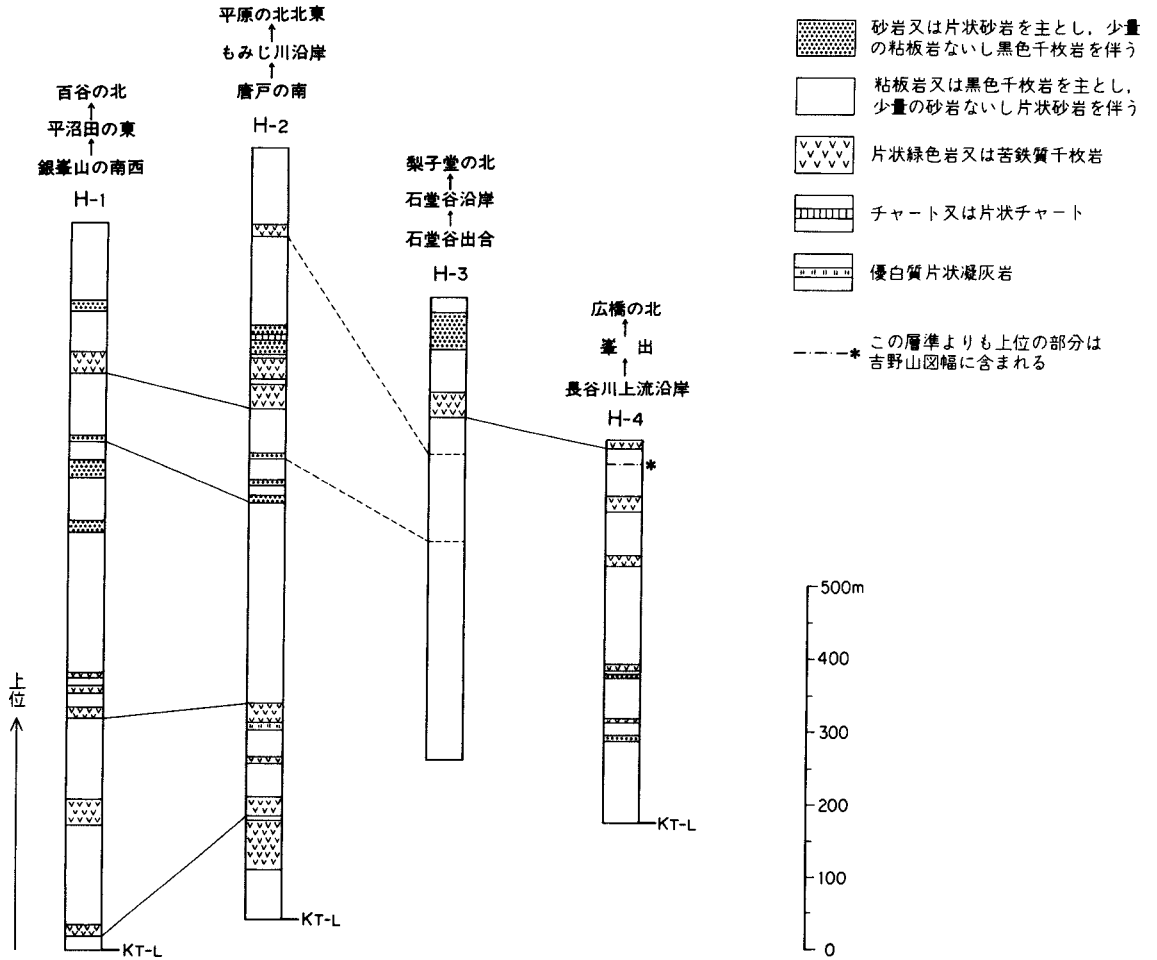 平原の北北東
もみじ川沿岸
唐戸の南
H-2
百谷の北
平沼田の東
銀峯山の南西
H-1
梨子堂の北
石堂谷沿岸
石堂谷出合
H-3
広橋の北
峯 出
長谷川上流沿岸
H-4
砂岩又は片状砂岩を主とし，少量
の粘板岩ないし黒色千枚岩を伴う
粘板岩又は黒色千枚岩を主とし，
少量の砂岩ないし片状砂岩を伴う
片状緑色岩又は苦鉄質千枚岩
チャート又は片状チャート
優白質片状凝灰岩
* この層準よりも上位の部分は
吉野山図幅に含まれる
*
上位
KT-L
KT-L
KT-L
500m
400
300
200
100
0